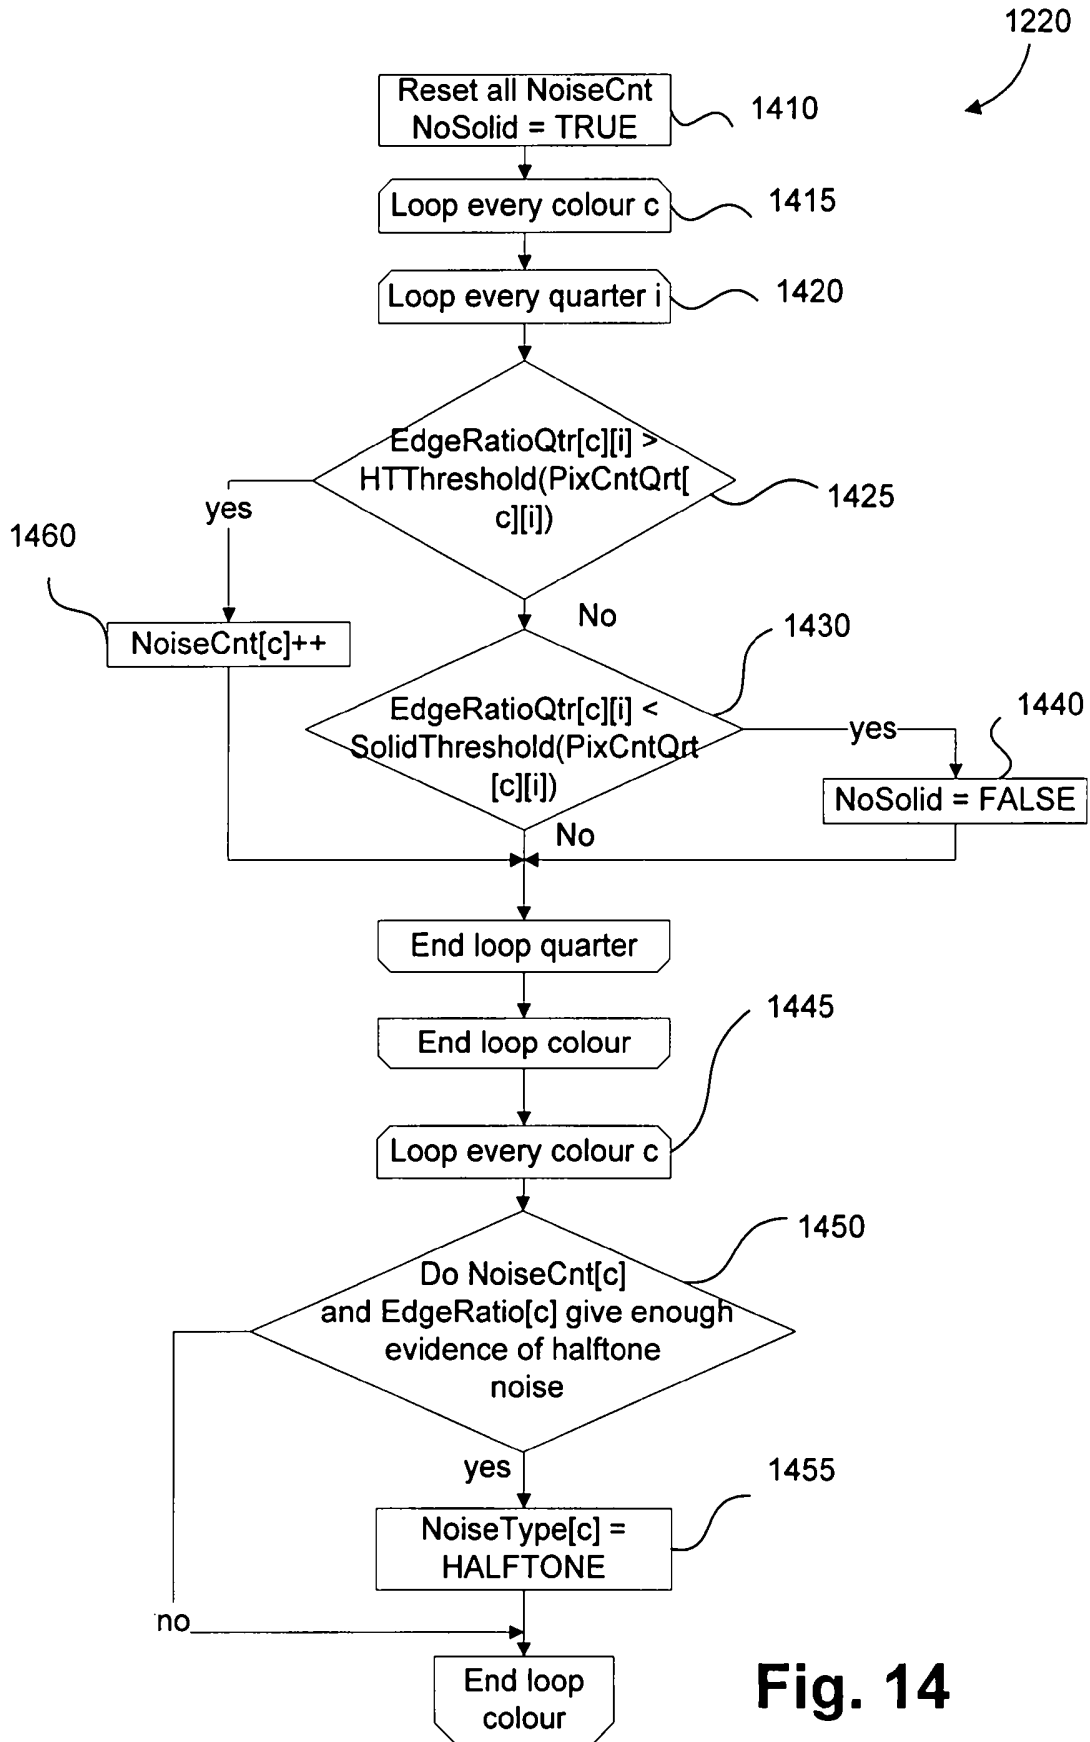 1220
Reset all NoiseCnt
NoSolid = TRUE
1410
Loop every colour c
1415
Loop every quarter i
1420
EdgeRatioQtr[c][i] >
HTThreshold(PixCntQrt[
c][i])
1425
yes
No
1460
NoiseCnt[c]++
1430
EdgeRatioQtr[c][i] <
SolidThreshold(PixCntQrt
[c][i])
yes
1440
NoSolid = FALSE
No
End loop quarter
End loop colour
1445
Loop every colour c
1450
Do NoiseCnt[c]
and EdgeRatio[c] give enough
evidence of halftone
noise
yes
1455
NoiseType[c] =
HALFTONE
no
End loop
colour
Fig. 14